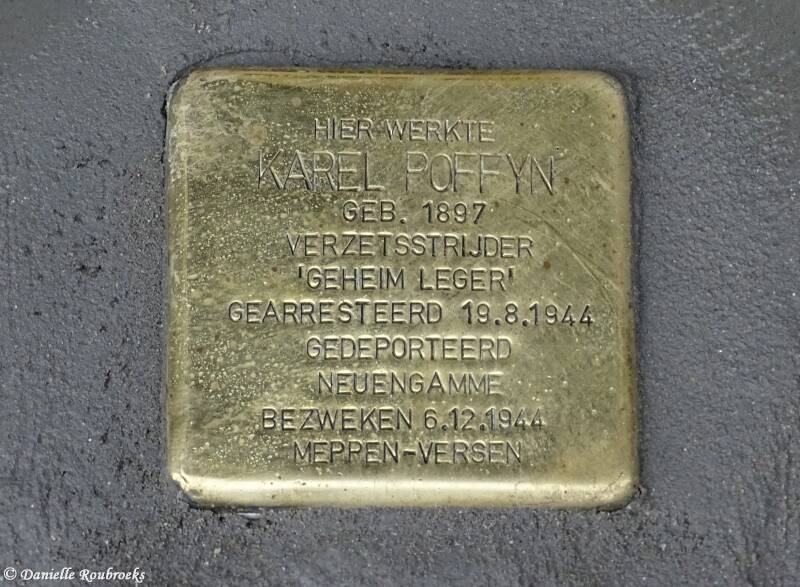 HIER WERKTE
KAREL POFFYN
GEB. 1897
VERZETSSTRIJDER
'GEHEIM LEGER'
GEARRESTEERD 19.8.1944
GEDEPORTEERD
NEUENGAMME
BEZWEKEN 6.12.1944
MEPPEN-VERSEN
© Danielle Roubroeks